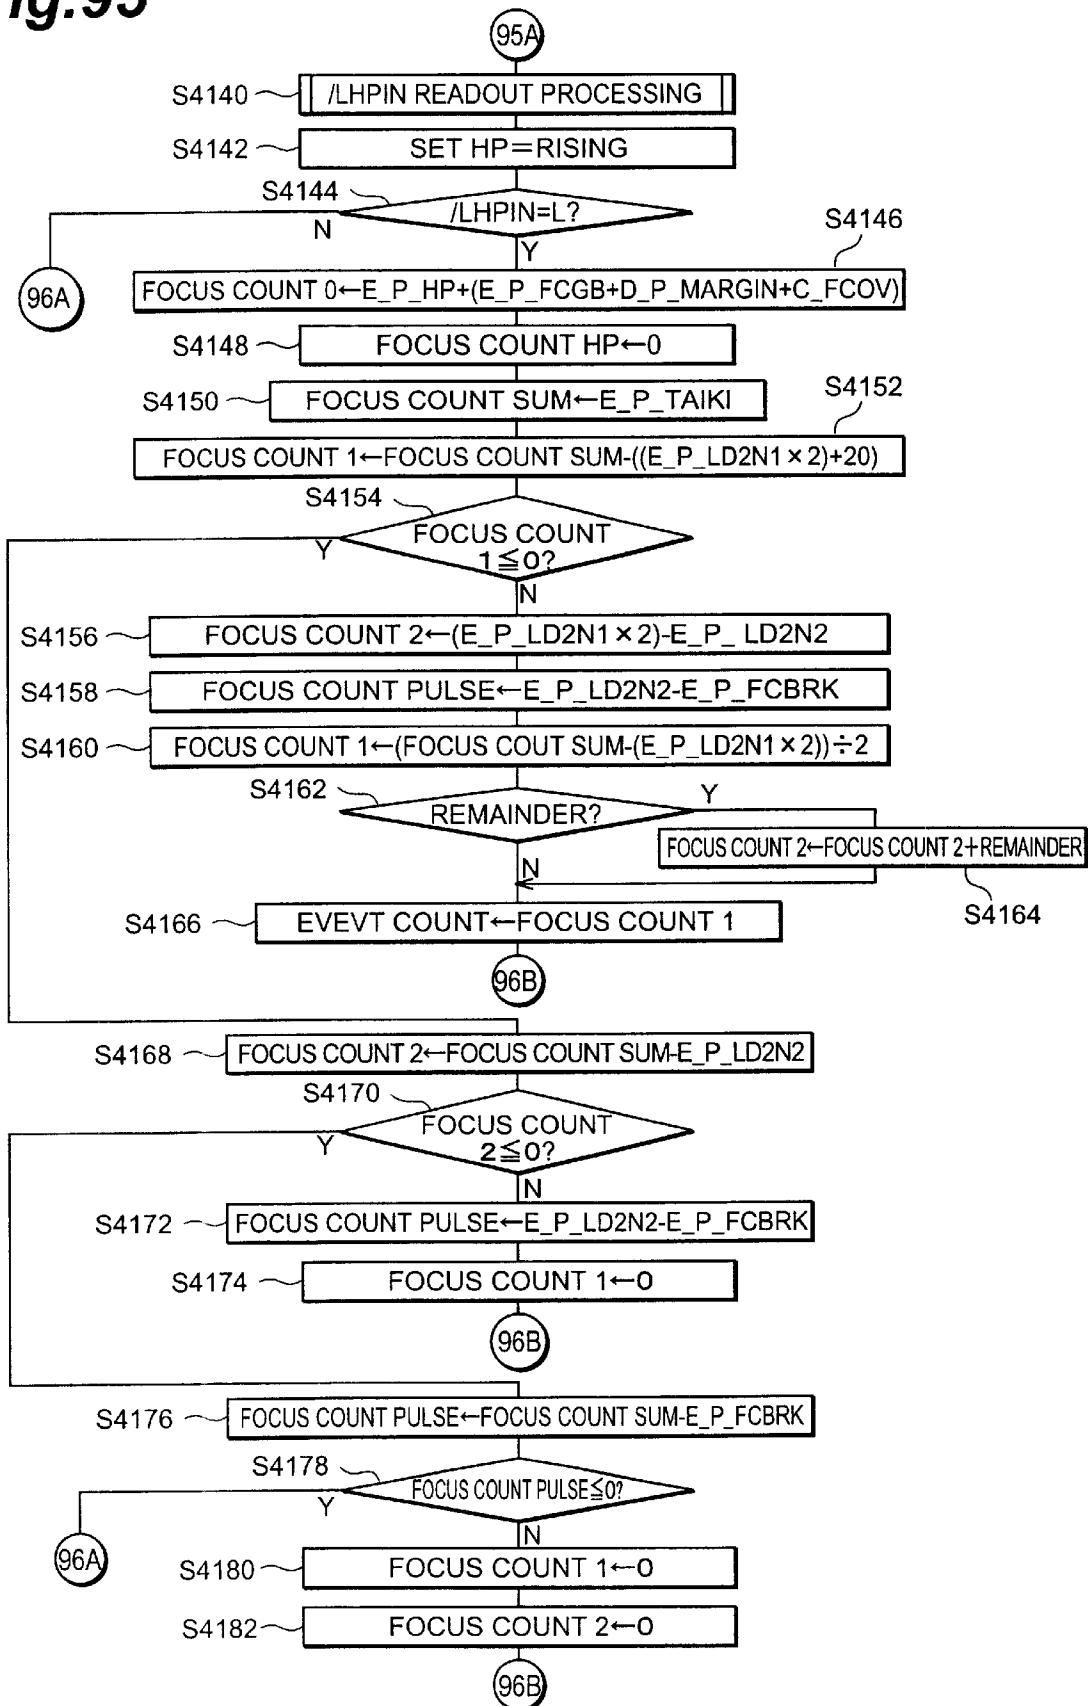 ig.95
95A
S4140
/LHPIN READOUT PROCESSING
S4142
SET HP=RISING
S4144
/LHPIN=L?
N
Y
S4146
96A
FOCUS COUNT 0←E_P_HP+(E_P_FCGB+D_P_MARGIN+C_FCOV)
S4148
FOCUS COUNT HP←0
S4150
FOCUS COUNT SUM←E_P_TAIKI
S4152
FOCUS COUNT 1←FOCUS COUNT SUM-((E_P_LD2N1×2)+20)
S4154
FOCUS COUNT
1≦0?
Y
N
S4156
FOCUS COUNT 2←(E_P_LD2N1×2)-E_P_ LD2N2
S4158
FOCUS COUNT PULSE←E_P_LD2N2-E_P_FCBRK
S4160
FOCUS COUNT 1←(FOCUS COUT SUM-(E_P_LD2N1×2))÷2
S4162
REMAINDER?
Y
FOCUS COUNT 2←FOCUS COUNT 2+REMAINDER
N
S4164
S4166
EVEVT COUNT←FOCUS COUNT 1
96B
S4168
FOCUS COUNT 2←FOCUS COUNT SUM-E_P_LD2N2
S4170
FOCUS COUNT
2≦0?
Y
N
S4172
FOCUS COUNT PULSE←E_P_LD2N2-E_P_FCBRK
S4174
FOCUS COUNT 1←0
96B
S4176
FOCUS COUNT PULSE←FOCUS COUNT SUM-E_P_FCBRK
S4178
FOCUS COUNT PULSE≦0?
Y
N
96A
S4180
FOCUS COUNT 1←0
S4182
FOCUS COUNT 2←0
96B